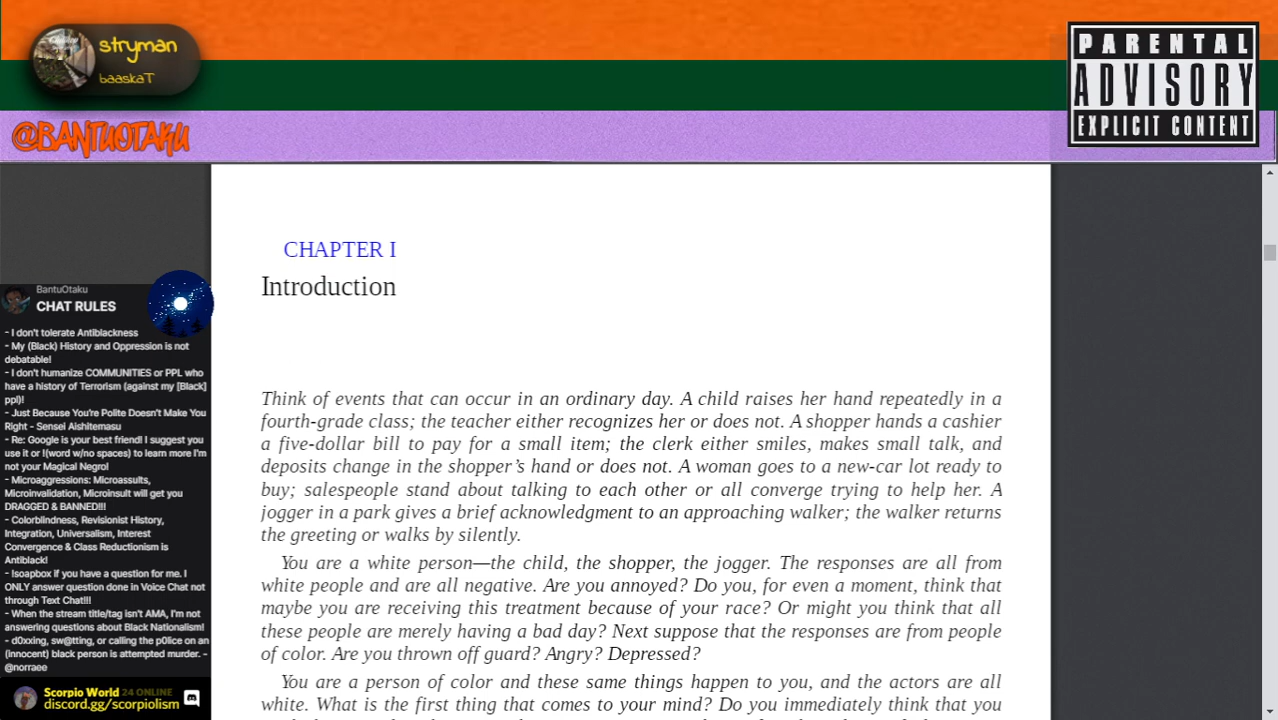 stryman
baaskaT
PARENTAL
ADVISORY
EXPLICIT CONTENT
@BANTUOTAKU
CHAPTER I
Introduction
Think of events that can occur in an ordinary day. A child raises her hand repeatedly in a
fourth-grade class; the teacher either recognizes her or does not. A shopper hands a cashier
a five-dollar bill to pay for a small item; the clerk either smiles, makes small talk, and
deposits change in the shopper’s hand or does not. A woman goes to a new-car lot ready to
buy; salespeople stand about talking to each other or all converge trying to help her. A
jogger in a park gives a brief acknowledgment to an approaching walker; the walker returns
the greeting or walks by silently.
You are a white person—the child, the shopper, the jogger. The responses are all from
white people and are all negative. Are you annoyed? Do you, for even a moment, think that
maybe you are receiving this treatment because of your race? Or might you think that all
these people are merely having a bad day? Next suppose that the responses are from people
of color. Are you thrown off guard? Angry? Depressed?
You are a person of color and these same things happen to you, and the actors are all
white. What is the first thing that comes to your mind? Do you immediately think that you
BantuOtaku
CHAT RULES
- I don't tolerate Antiblackness
- My (Black) History and Oppression is not
debatable!
- I don't humanize COMMUNITIES or PPL who
have a history of Terrorism (against my [Black]
ppl)!
- Just Because You're Polite Doesn't Make You
Right - Sensei Aishitemasu
- Re: Google is your best friend! I suggest you
use it or !(word w/no spaces) to learn more I'm
not your Magical Negro!
- Microaggressions: Microassults,
Microinvalidation, Microinsult will get you
DRAGGED & BANNED!!!
- Colorblindness, Revisionist History,
Integration, Universalism, Interest
Convergence & Class Reductionism is
Antiblack!
- !soapbox if you have a question for me. I
ONLY answer question done in Voice Chat not
through Text Chat!!!
- When the stream title/tag isn't AMA, I'm not
answering questions about Black Nationalism!
- d0xxing, sw@tting, or calling the p0lice on an
(innocent) black person is attempted murder. -
@norraee
Scorpio World 24 ONLINE
discord.gg/scorpiolism